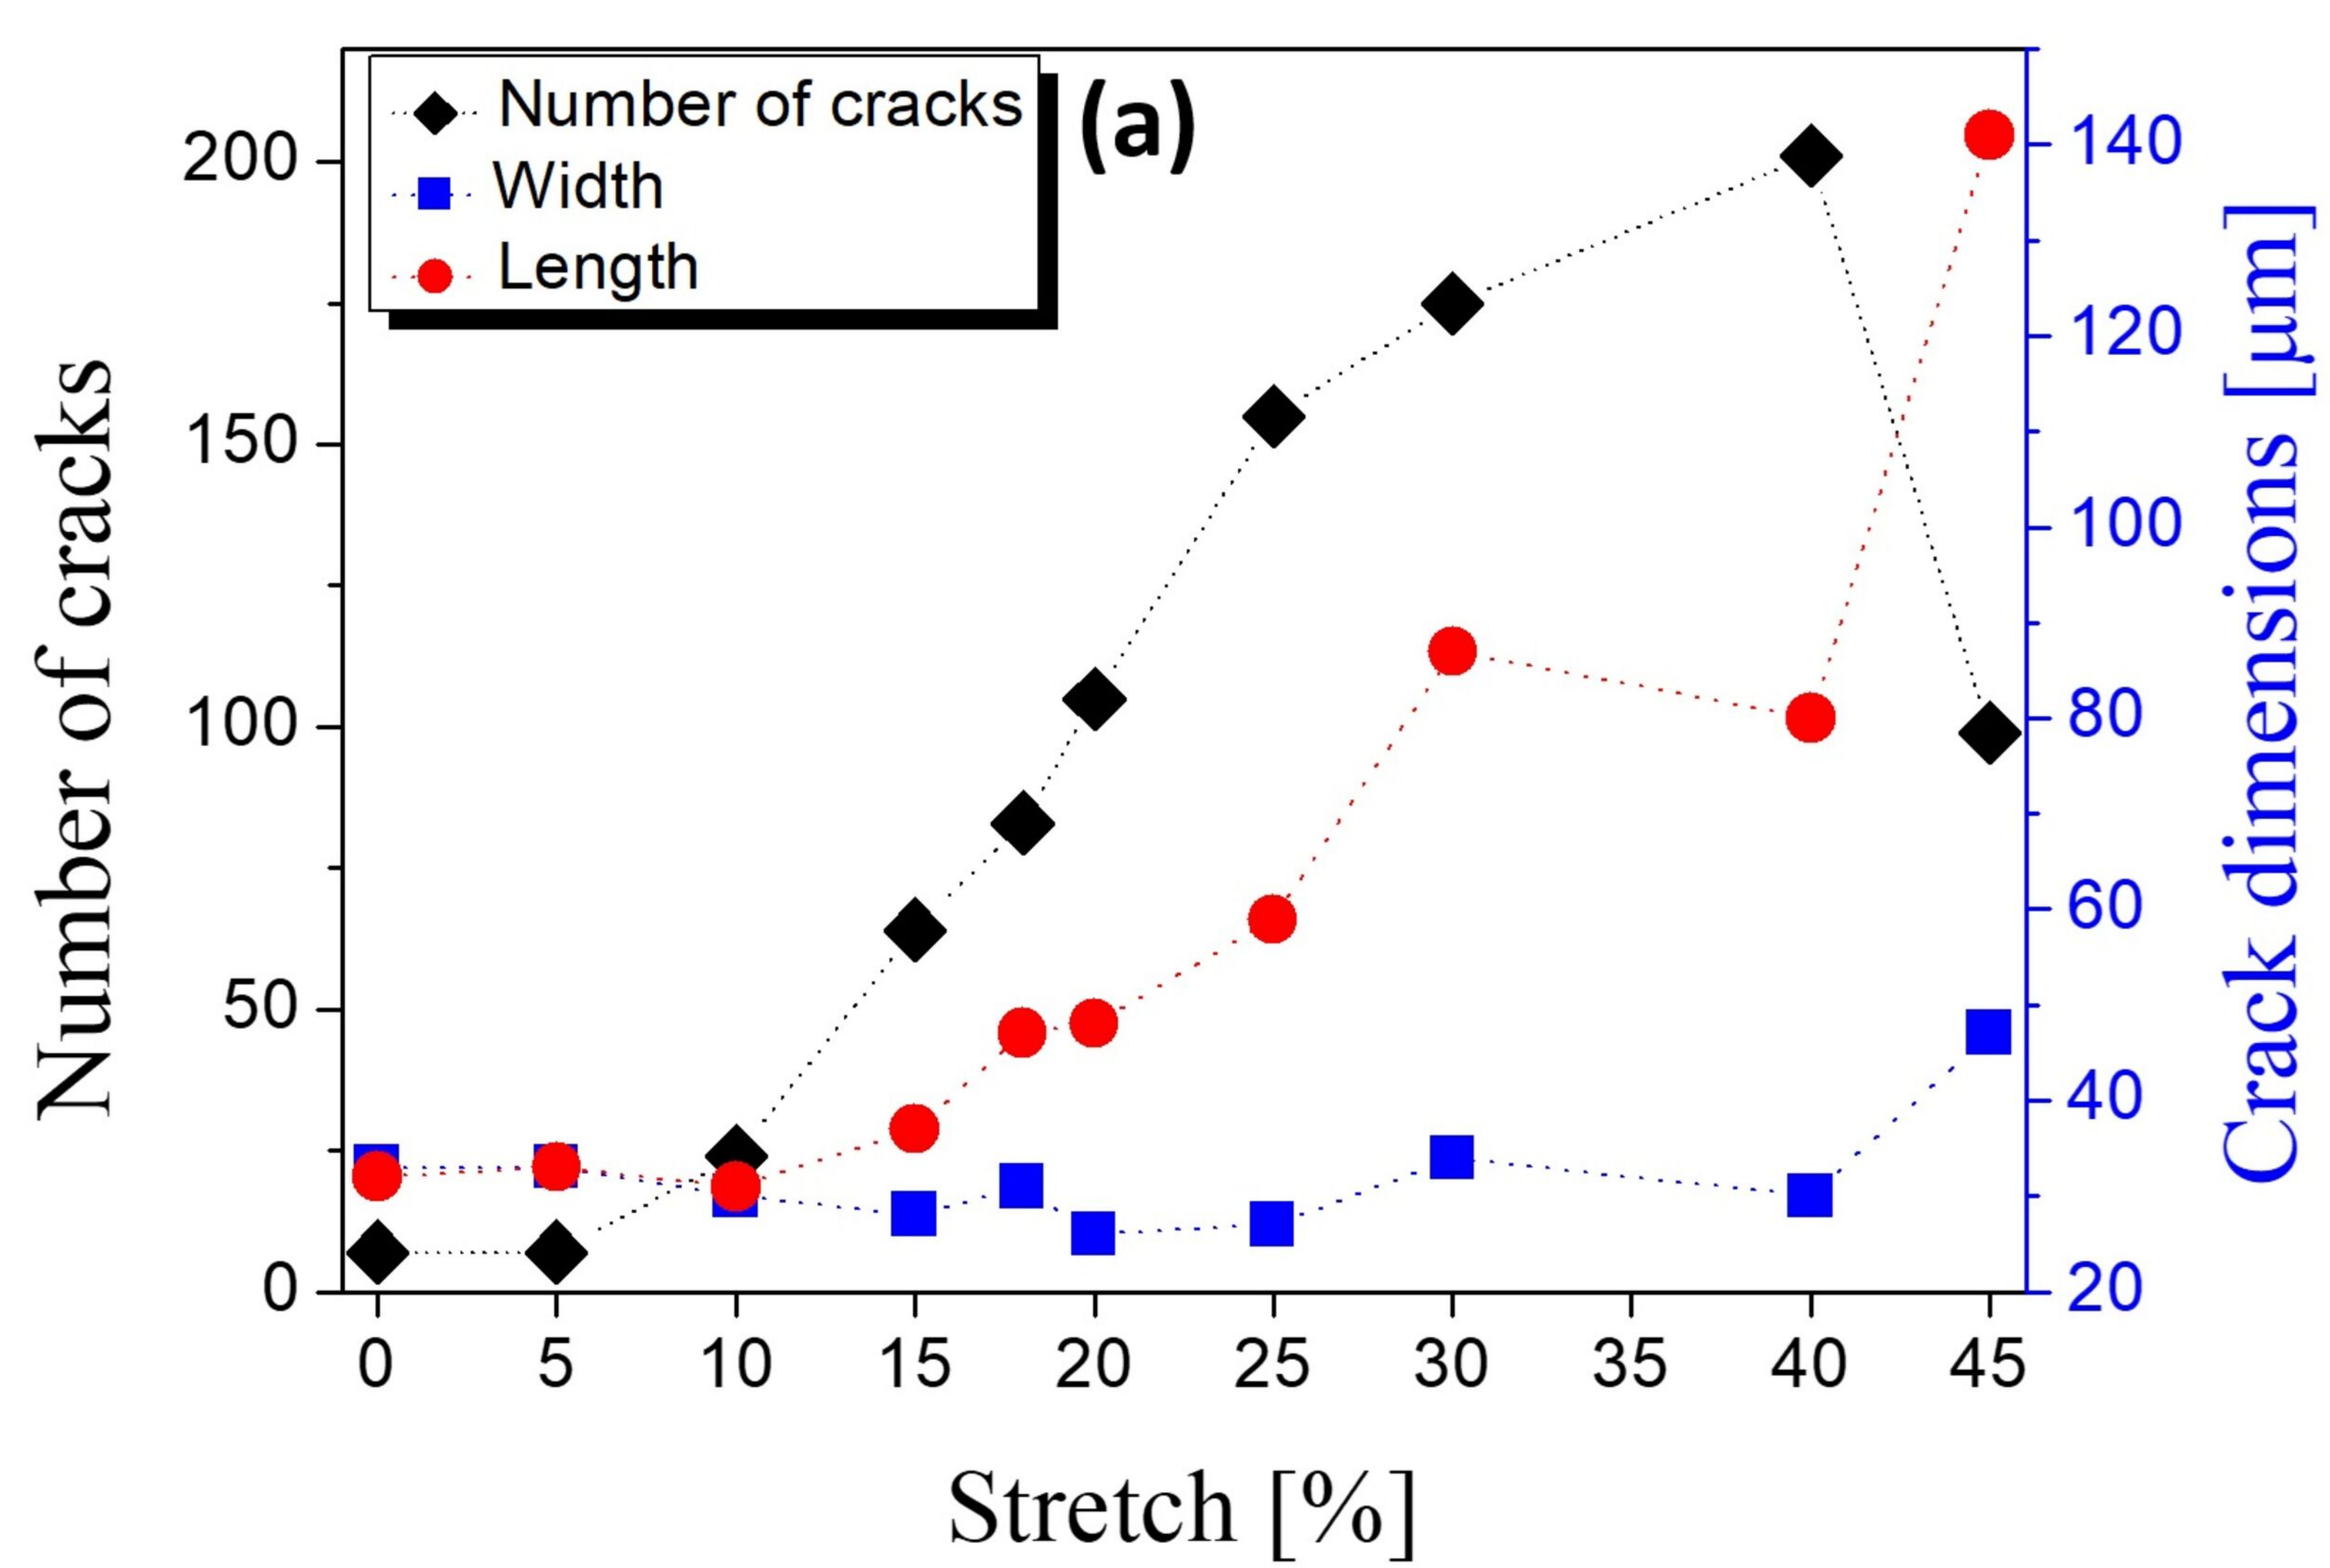 (a)
Number of cracks
Width
Length
200
150
100
50
0
Number of cracks
140
120
100
80
60
40
20
Crack dimensions [μm]
0 5 10 15 20 25 30 35 40 45
Stretch [%]